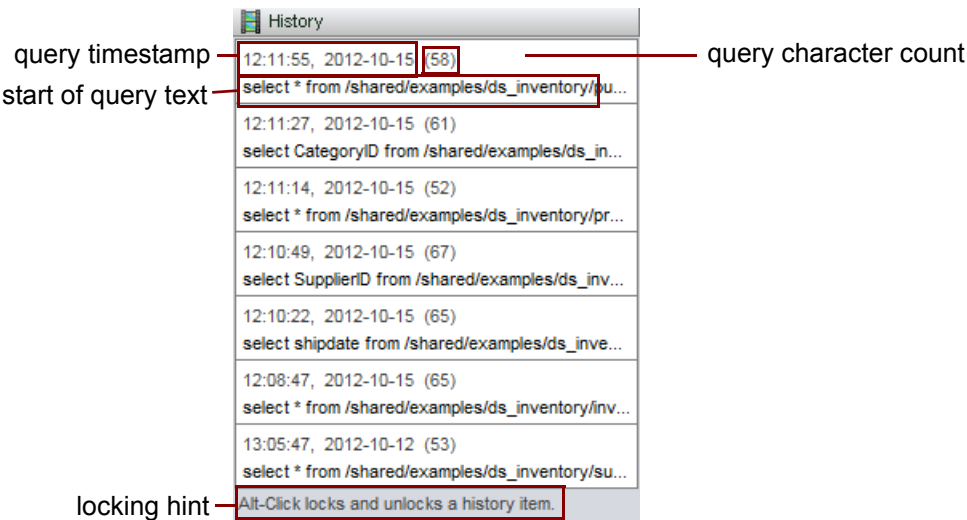 History
query timestamp
12:11:55, 2012-10-15 (58)
query character count
start of query text
select * from /shared/examples/ds_inventory/pu...
12:11:27, 2012-10-15 (61)
select CategoryID from /shared/examples/ds_in...
12:11:14, 2012-10-15 (52)
select * from /shared/examples/ds_inventory/pr...
12:10:49, 2012-10-15 (67)
select SupplierID from /shared/examples/ds_inv...
12:10:22, 2012-10-15 (65)
select shipdate from /shared/examples/ds_inve...
12:08:47, 2012-10-15 (65)
select * from /shared/examples/ds_inventory/inv...
13:05:47, 2012-10-12 (53)
select * from /shared/examples/ds_inventory/su...
locking hint
Alt-Click locks and unlocks a history item.